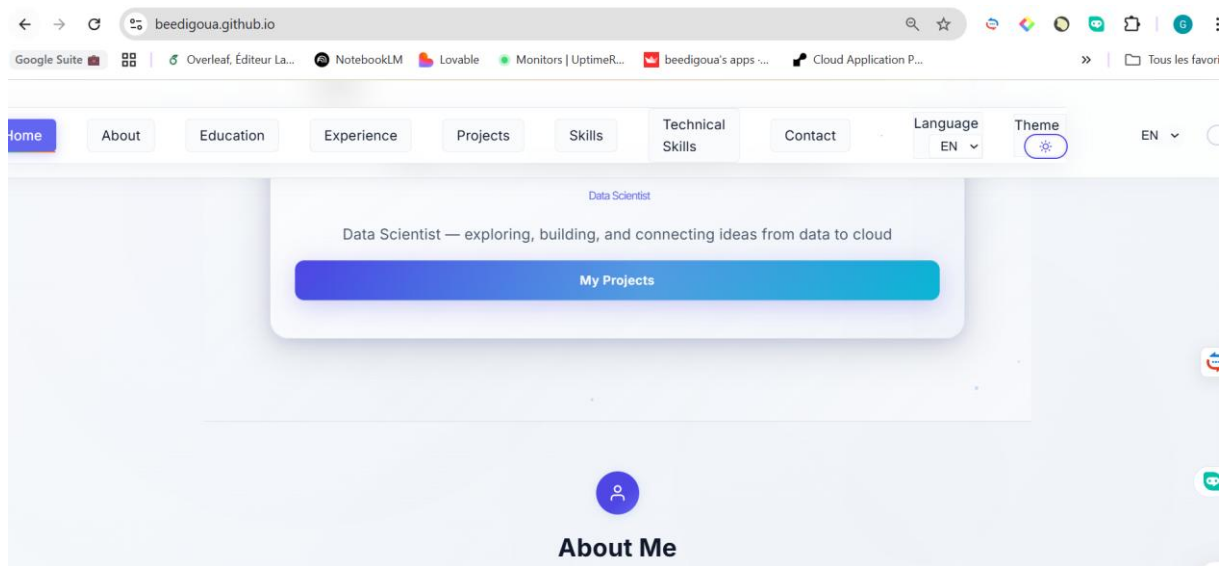 beedigoua.github.io
G
Google Suite
Overleaf, Éditeur La...
NotebookLM
Lovable
Monitors | UptimeR...
beedigoua's apps -...
Cloud Application P...
»
Tous les favori
Home
About
Education
Experience
Projects
Skills
Technical
Skills
Contact
Language
EN
Theme
EN
Data Scientist
Data Scientist — exploring, building, and connecting ideas from data to cloud
My Projects
About Me